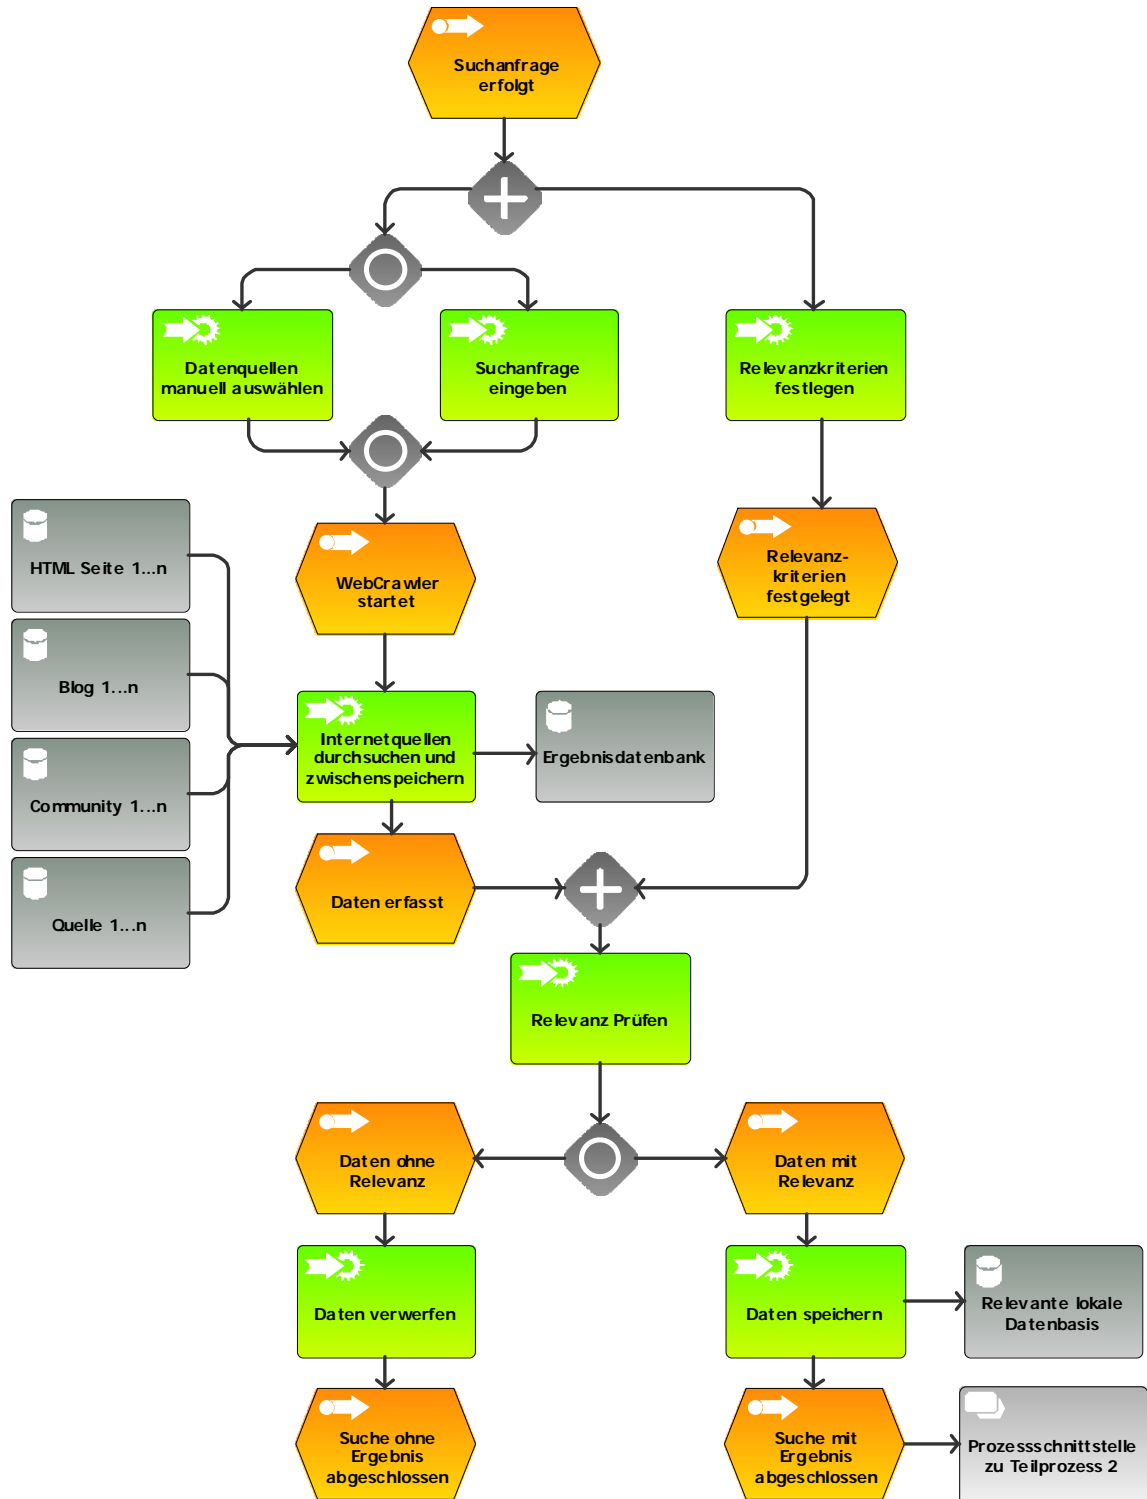 Suchanfrage
erfolgt
Datenquellen
manuell auswählen
Suchanfrage
eingeben
Relevanzkriterien
festlegen
HTML Seite 1...n
WebCrawler
startet
Relevanz-
kriterien
festgelegt
Blog 1...n
Internetquellen
durchsuchen und
zwischenspeichern
Ergebnisdatenbank
Community 1...n
Quelle 1...n
Daten erfasst
Relevanz Prüfen
Daten ohne
Relevanz
Daten mit
Relevanz
Daten verwerfen
Daten speichern
Relevante lokale
Datenbasis
Suche ohne
Ergebnis
abgeschlossen
Suche mit
Ergebnis
abgeschlossen
Prozessschnittstelle
zu Teilprozess 2